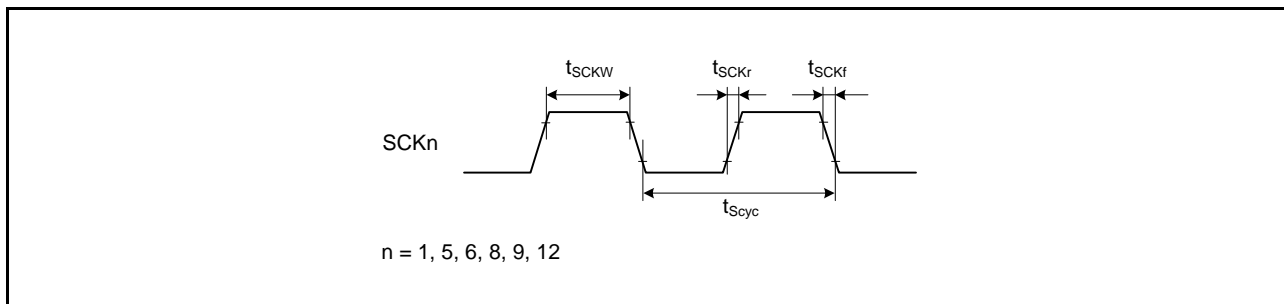 tSCKW
tSCKr
tSCKf
SCKn
tScyc
n = 1, 5, 6, 8, 9, 12